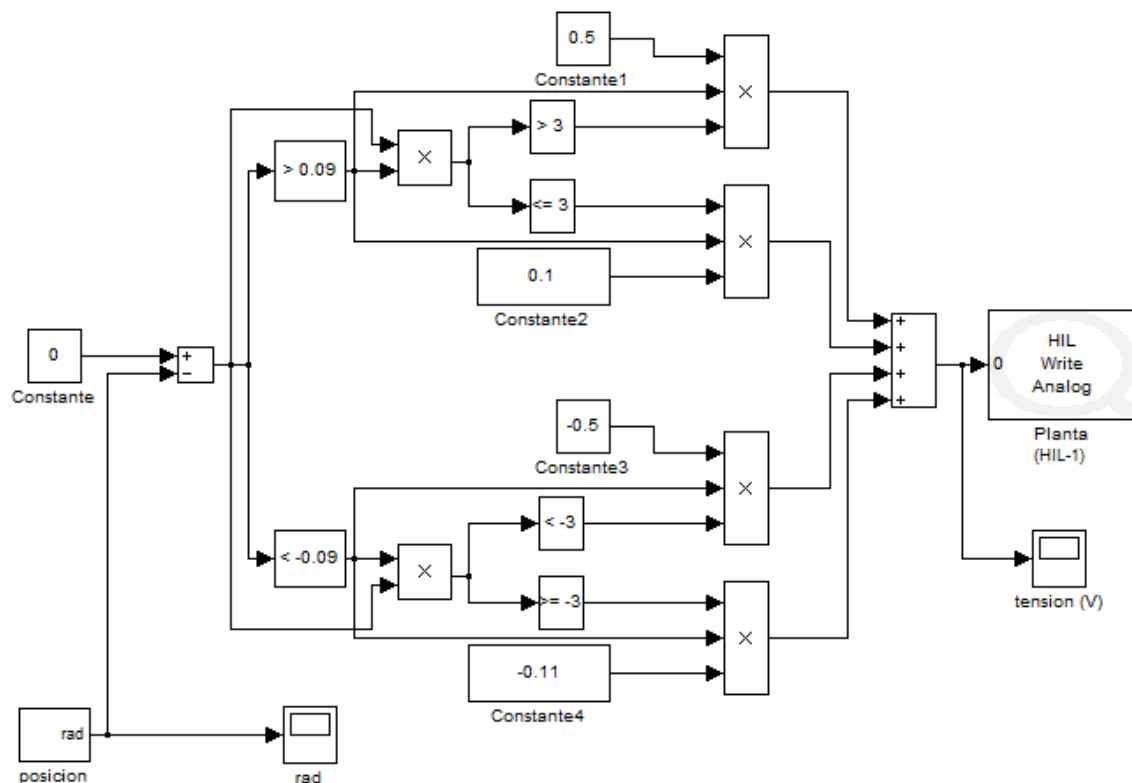 0.5
Constante1
×
> 3
×
> 0.09
<= 3
×
0.1
Constante2
0
Constante
+
−
+
+
+
+
0
HIL
Write
Analog
Planta
(HIL-1)
-0.5
Constante3
×
< -3
< -0.09
×
>= -3
×
-0.11
Constante4
tension (V)
rad
posicion
rad